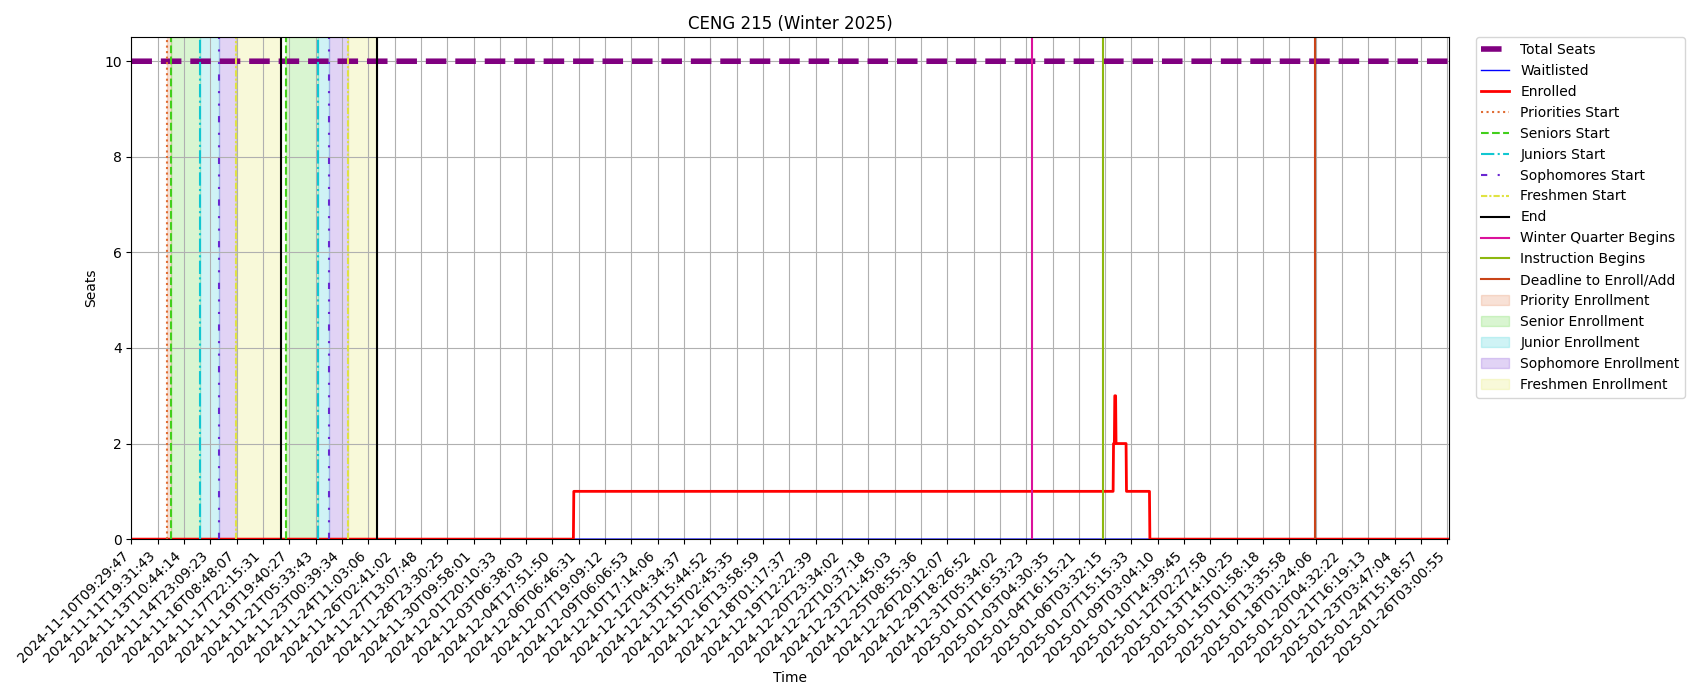 CENG 215 (Winter 2025)
Seats
10
8
6
4
2
0
2024-11-10T09:29:47
2024-11-11T19:31:43
2024-11-13T10:44:14
2024-11-14T23:09:23
2024-11-16T08:48:07
2024-11-17T22:15:31
2024-11-19T19:40:27
2024-11-21T05:33:43
2024-11-23T00:39:34
2024-11-24T11:03:06
2024-11-26T02:41:02
2024-11-27T13:07:48
2024-11-28T23:30:25
2024-11-30T09:58:01
2024-12-01T20:10:33
2024-12-03T06:38:03
2024-12-04T17:51:50
2024-12-06T06:46:31
2024-12-07T19:09:12
2024-12-09T06:06:53
2024-12-10T17:14:06
2024-12-12T04:34:37
2024-12-13T15:44:52
2024-12-15T02:45:35
2024-12-16T13:58:59
2024-12-18T01:17:37
2024-12-19T12:22:39
2024-12-20T23:34:02
2024-12-22T10:37:18
2024-12-23T21:45:03
2024-12-25T08:55:36
2024-12-26T20:12:07
2024-12-29T18:26:52
2024-12-31T05:34:02
2025-01-01T16:53:23
2025-01-03T04:30:35
2025-01-04T16:15:21
2025-01-06T03:32:15
2025-01-07T15:15:33
2025-01-09T03:04:10
2025-01-10T14:39:45
2025-01-12T02:27:58
2025-01-13T14:10:25
2025-01-15T01:58:18
2025-01-16T13:35:58
2025-01-18T01:24:06
2025-01-20T04:32:22
2025-01-21T16:19:13
2025-01-23T03:47:04
2025-01-24T15:18:57
2025-01-26T03:00:55
Time
Total Seats
Waitlisted
Enrolled
Priorities Start
Seniors Start
Juniors Start
Sophomores Start
Freshmen Start
End
Winter Quarter Begins
Instruction Begins
Deadline to Enroll/Add
Priority Enrollment
Senior Enrollment
Junior Enrollment
Sophomore Enrollment
Freshmen Enrollment